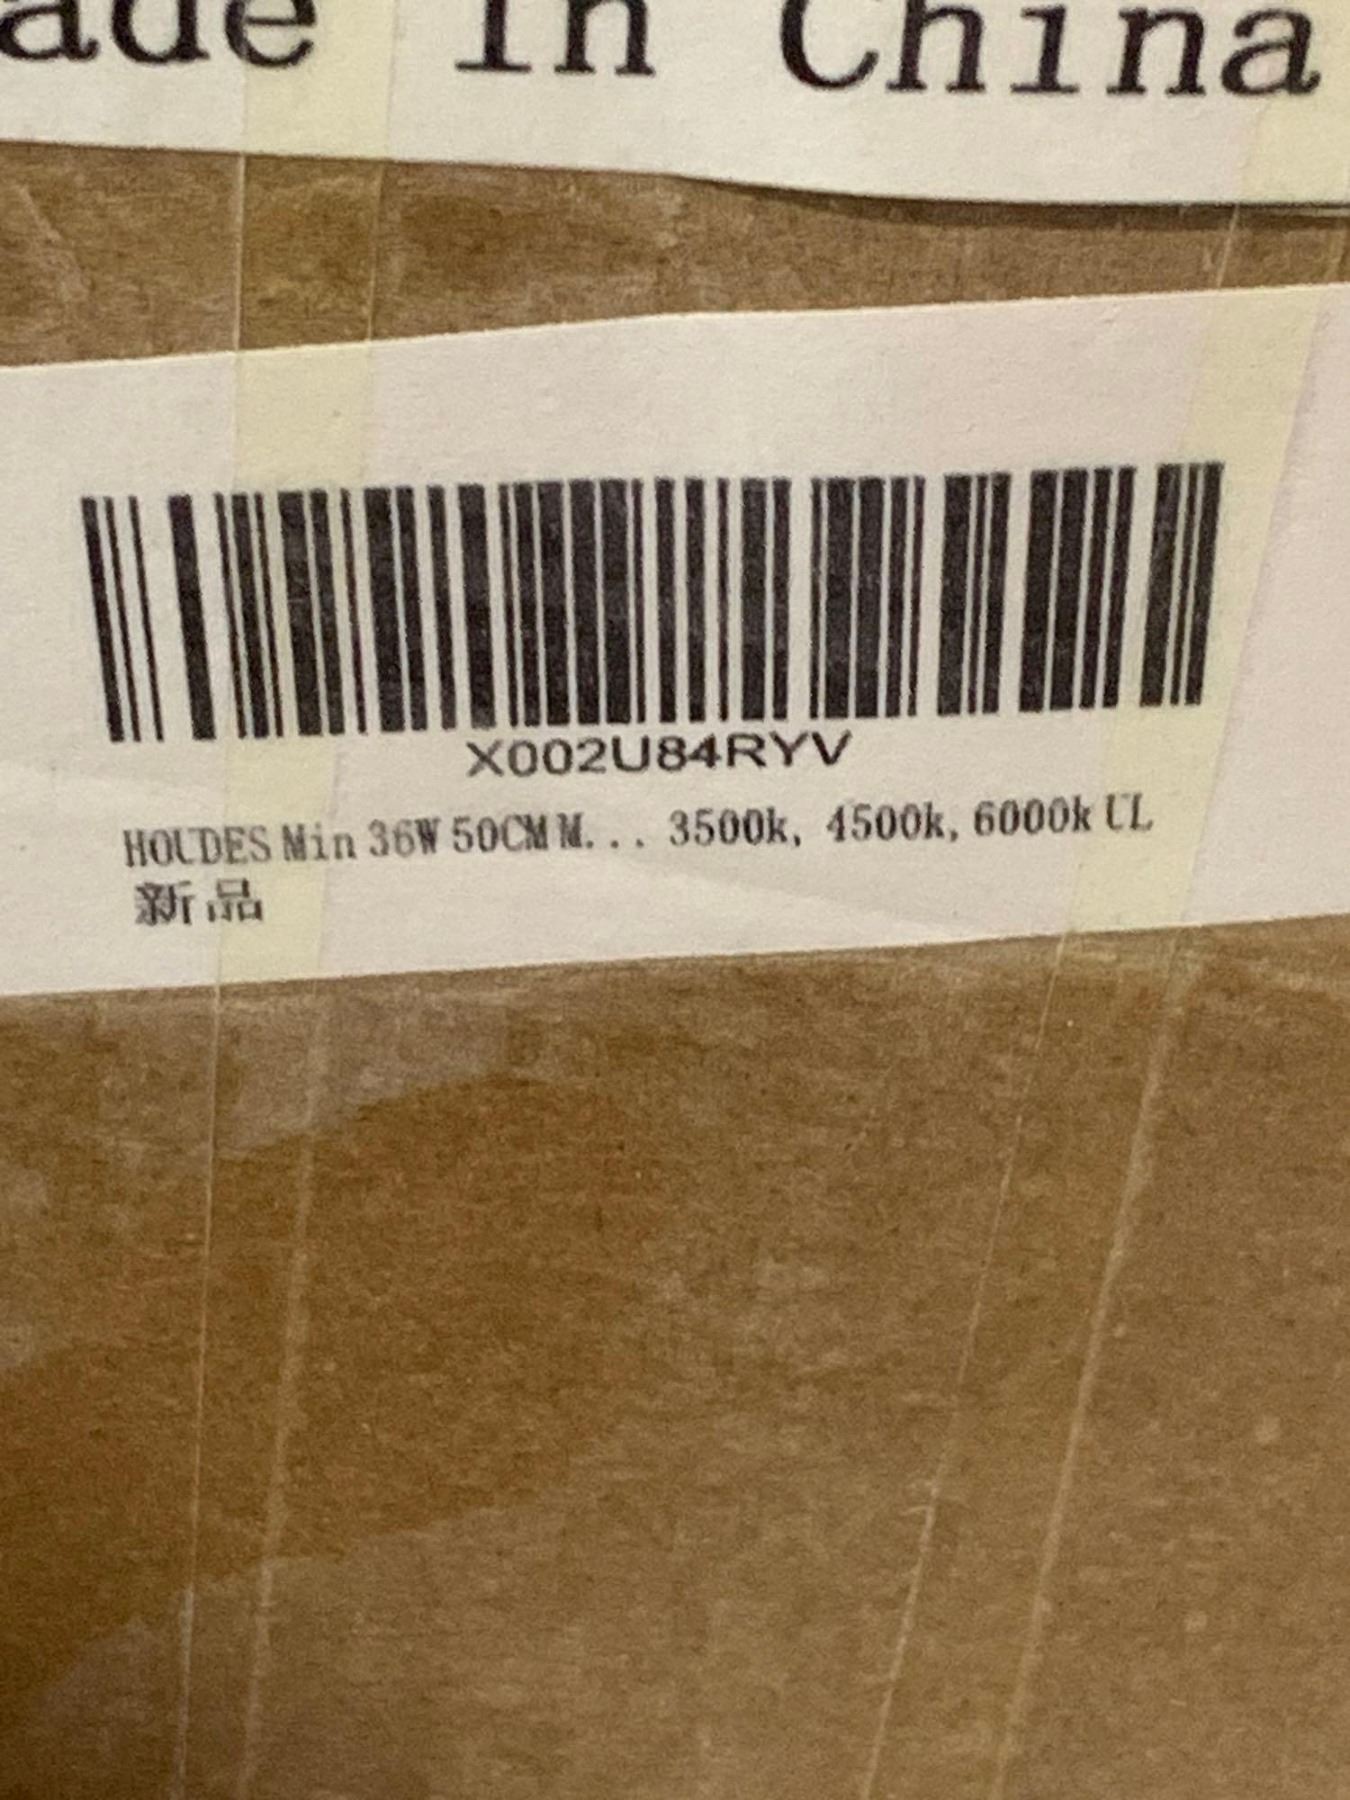 ade In China
X002U84RYV
HOUDES Min 36W 50CM M... 3500k, 4500k, 6000k UL
新品